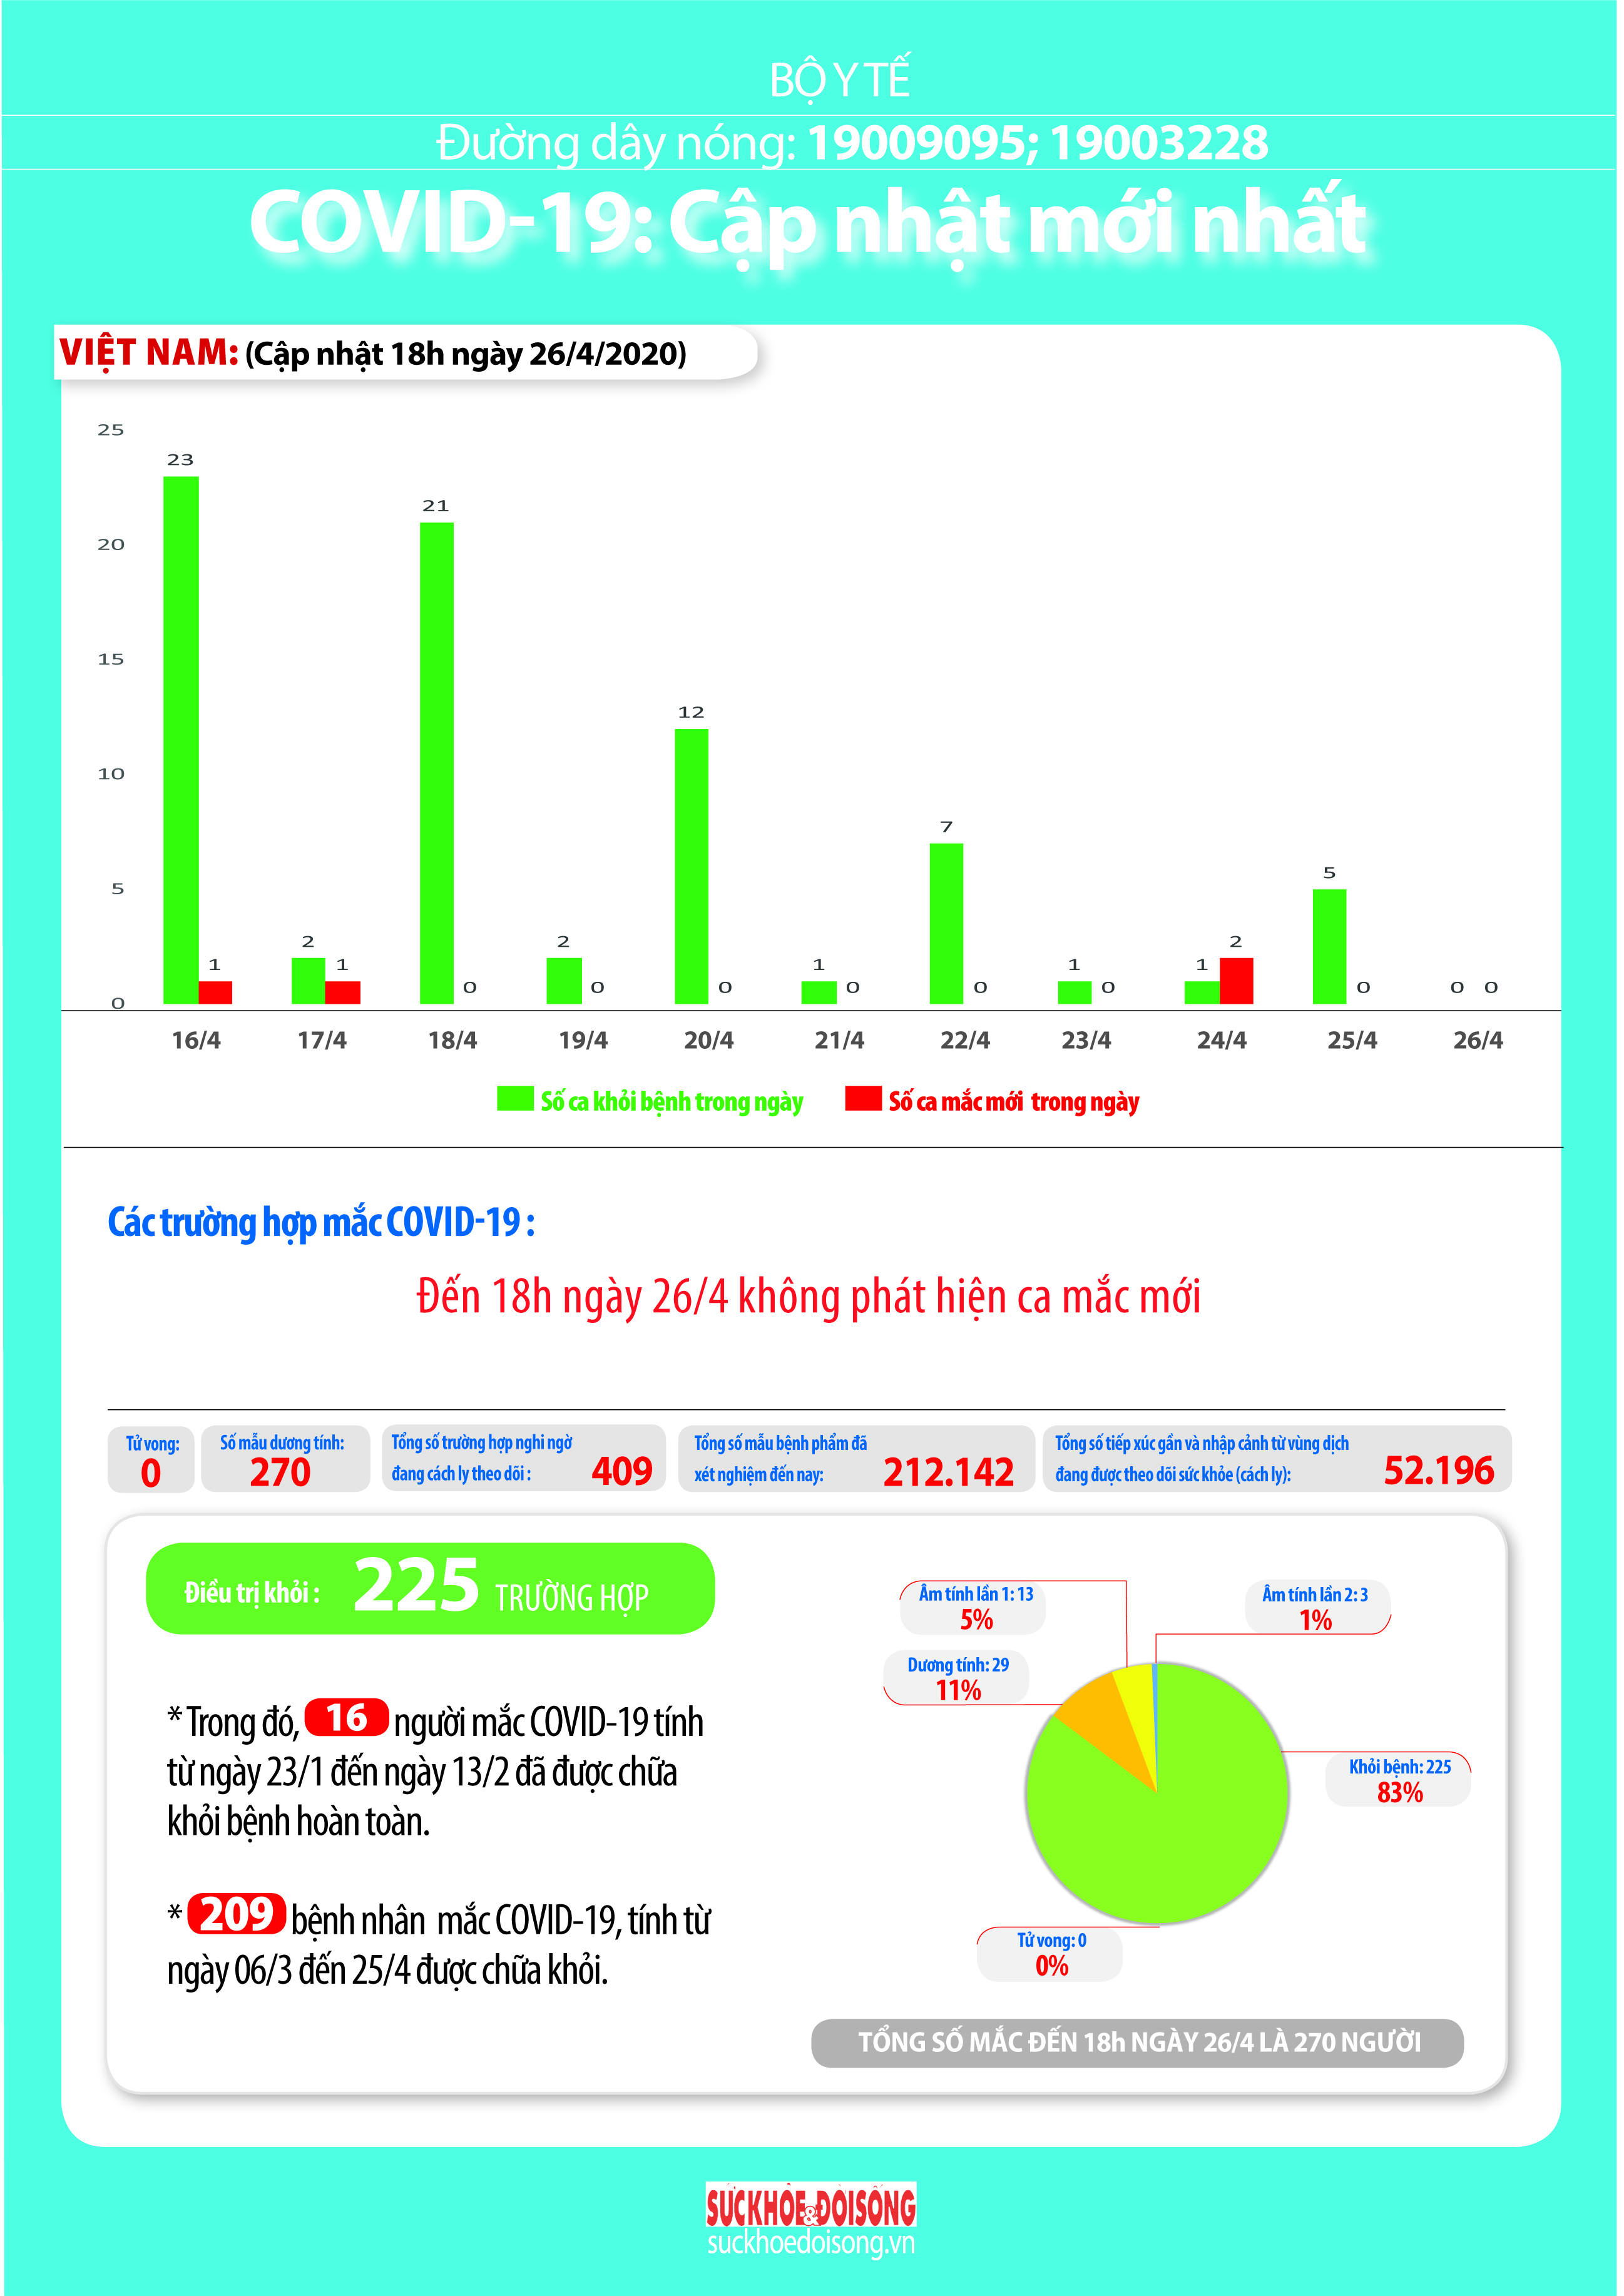 BỘ Y TẾ
Đường dây nóng: 19009095; 19003228
COVID-19: Cập nhật mới nhất
VIỆT NAM: (Cập nhật 18h ngày 26/4/2020)
25
20
15
10
5
0
23
1
2
1
21
0
2
0
12
0
1
0
7
0
1
0
1
2
5
0
0
0
16/4 17/4 18/4 19/4 20/4 21/4 22/4 23/4 24/4 25/4 26/4
Số ca khỏi bệnh trong ngày Số ca mắc mới trong ngày
Các trường hợp mắc COVID-19 :
Đến 18h ngày 26/4 không phát hiện ca mắc mới
Tử vong:
0
Số mẫu dương tính:
270
Tổng số trường hợp nghi ngờ
đang cách ly theo dõi : 409
Tổng số mẫu bệnh phẩm đã
xét nghiệm đến nay: 212.142
Tổng số tiếp xúc gần và nhập cảnh từ vùng dịch
đang được theo dõi sức khỏe (cách ly): 52.196
Điều trị khỏi : 225 TRƯỜNG HỢP
* Trong đó, 16 người mắc COVID-19 tính
từ ngày 23/1 đến ngày 13/2 đã được chữa
khỏi bệnh hoàn toàn.
* 209 bệnh nhân mắc COVID-19, tính từ
ngày 06/3 đến 25/4 được chữa khỏi.
Âm tính lần 1: 13
5%
Âm tính lần 2: 3
1%
Dương tính: 29
11%
Khỏi bệnh: 225
83%
Tử vong: 0
0%
TỔNG SỐ MẮC ĐẾN 18h NGÀY 26/4 LÀ 270 NGƯỜI
SỨC KHỎE & ĐỜI SỐNG
suckhoedoisong.vn